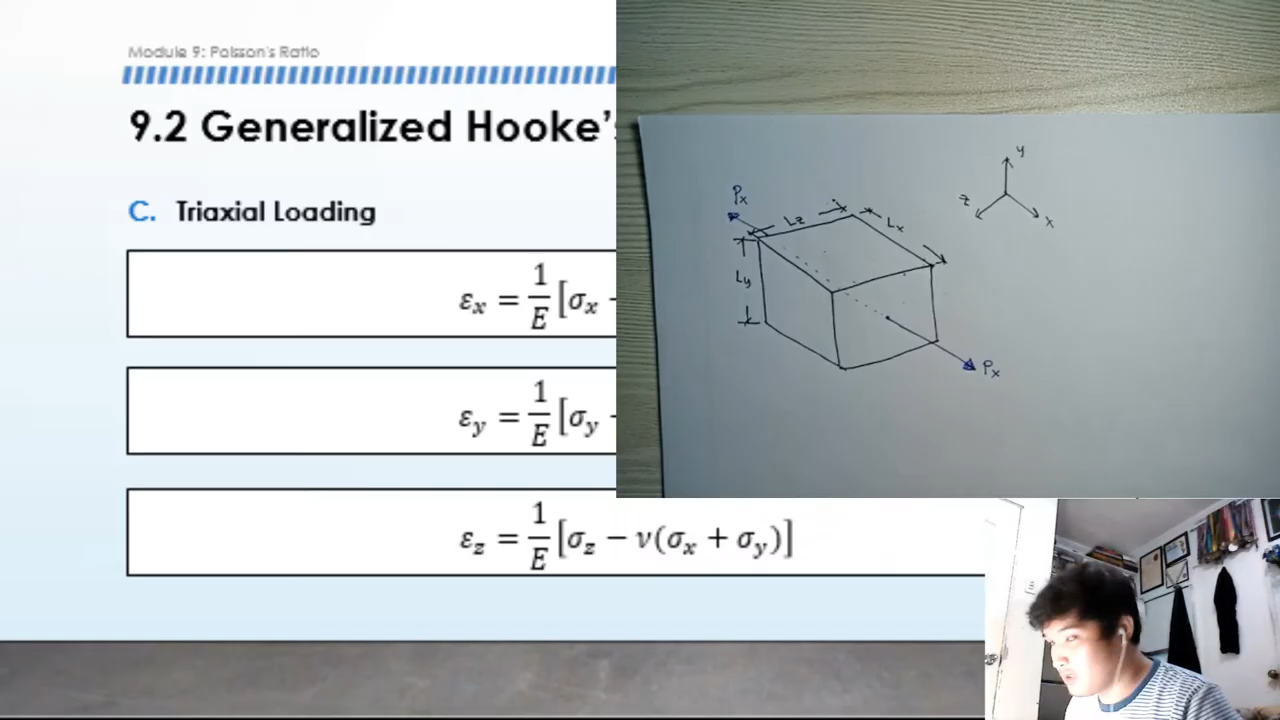 Module 9: Poisson's Ratio
9.2 Generalized Hooke's
C. Triaxial Loading
εx = 1/E [σx -
εy = 1/E [σy -
εz = 1/E [σz − ν(σx + σy)]
y
z
x
Px
Lz
Lx
Ly
Px